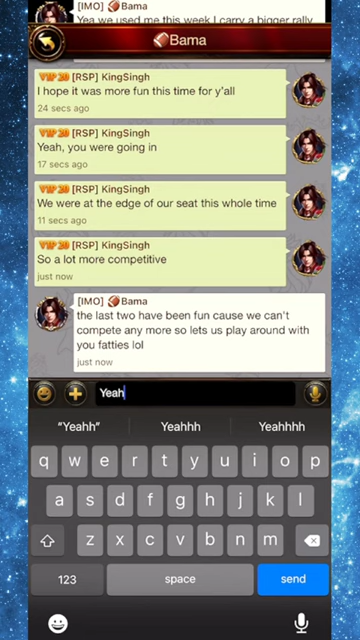 [IMO] 🏈Bama
Yea we used me this week I carry a bigger rally
🏈Bama
VIP 20 [RSP] KingSingh
I hope it was more fun this time for y'all
24 secs ago
VIP 20 [RSP] KingSingh
Yeah, you were going in
17 secs ago
VIP 20 [RSP] KingSingh
We were at the edge of our seat this whole time
11 secs ago
VIP 20 [RSP] KingSingh
So a lot more competitive
just now
[IMO] 🏈Bama
the last two have been fun cause we can't
compete any more so lets us play around with
you fatties lol
just now
Yeah
"Yeahh" Yeahhh Yeahhhh
q w e r t y u i o p
a s d f g h j k l
z x c v b n m
123 space send